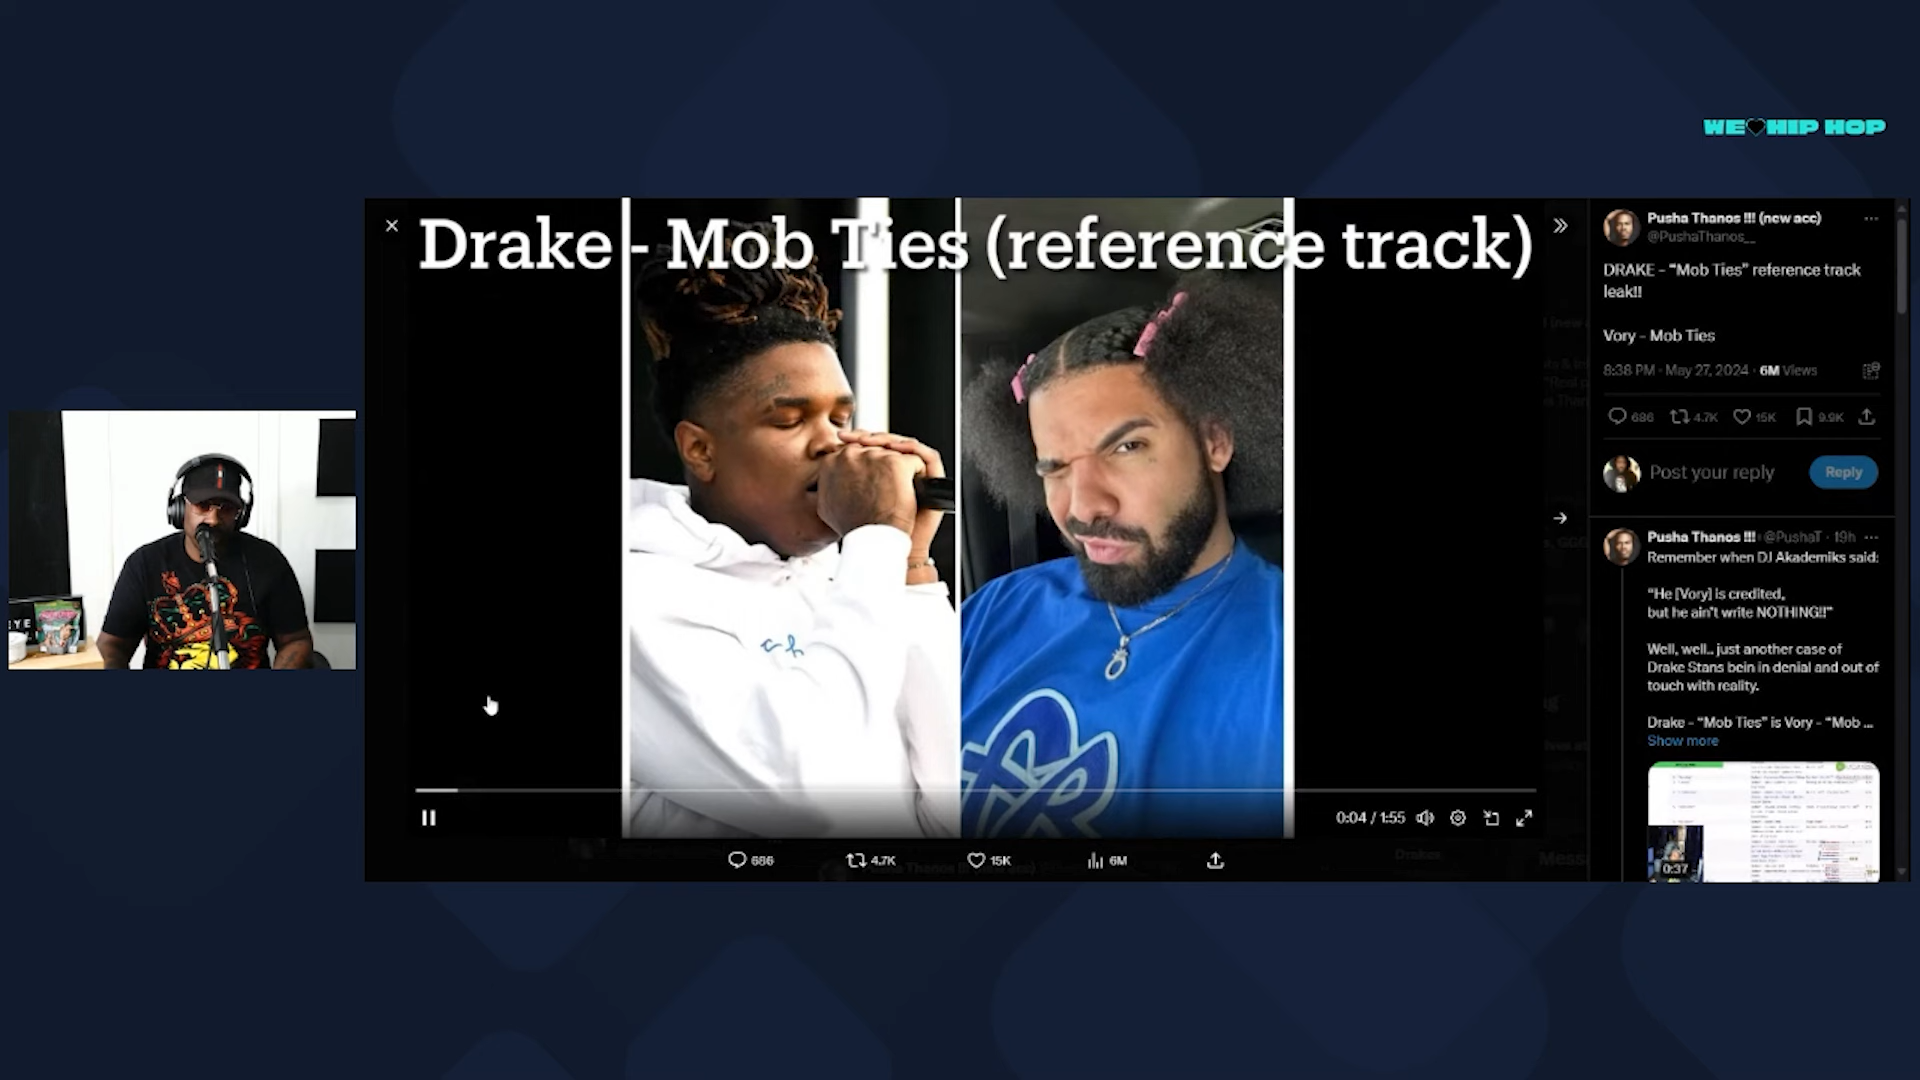 WE HIP HOP
Drake - Mob Ties (reference track)
Pusha Thanos !!! (new acc)
@PushaThanos__
DRAKE - “Mob Ties” reference track
leak!!
Vory - Mob Ties
8:38 PM · May 27, 2024 · 6M Views
686 4.7K 15K 9.9K
Post your reply
Reply
Pusha Thanos !!! @PushaT · 19h
Remember when DJ Akademiks said:
“He [Vory] is credited,
but he ain’t write NOTHING!!”
Well, well.. just another case of
Drake Stans bein in denial and out of
touch with reality.
Drake - “Mob Ties” is Vory - “Mob ...
Show more
0:37
0:04 / 1:55
686 4.7K 15K 6M
YE